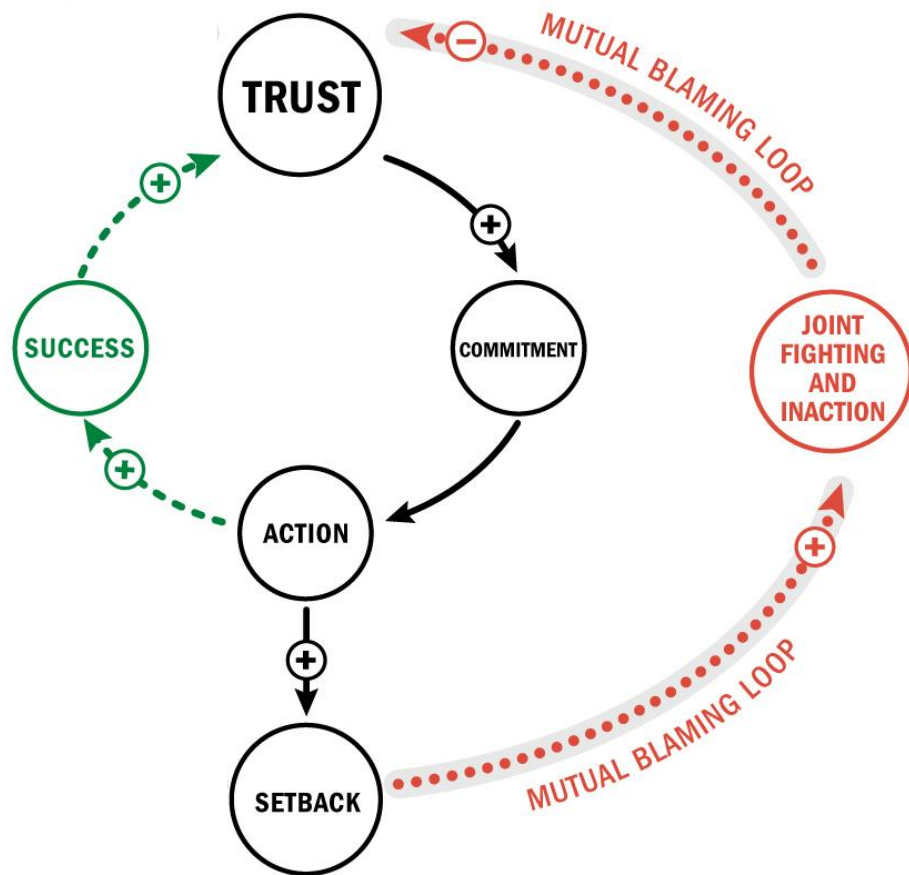 TRUST
MUTUAL BLAMING LOOP
−
+
+
SUCCESS
COMMITMENT
JOINT
FIGHTING
AND
INACTION
+
ACTION
+
+
MUTUAL BLAMING LOOP
SETBACK